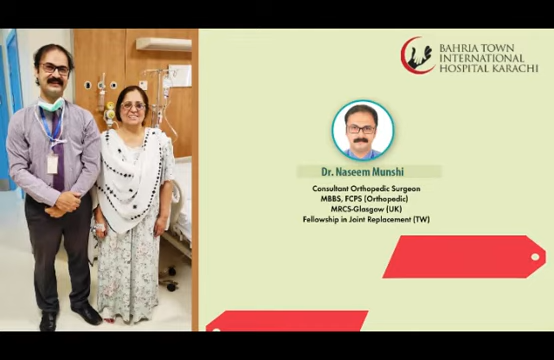 BAHRIA TOWN
INTERNATIONAL
HOSPITAL KARACHI
Dr. Naseem Munshi
Consultant Orthopedic Surgeon
MBBS, FCPS (Orthopedic)
MRCS-Glasgow (UK)
Fellowship in Joint Replacement (TW)